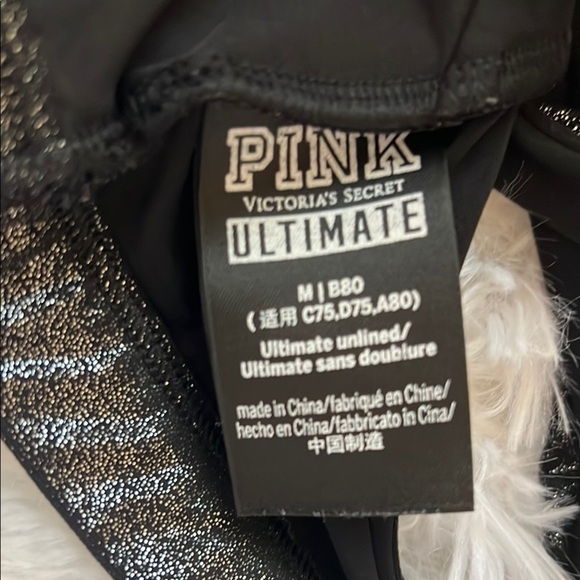 PINK
VICTORIA'S SECRET
ULTIMATE
M | B80
(适用 C75,D75,A80)
Ultimate unlined/
Ultimate sans doublure
made in China/fabriqué en Chine/
hecho en China/fabbricato in Cina/
中国制造